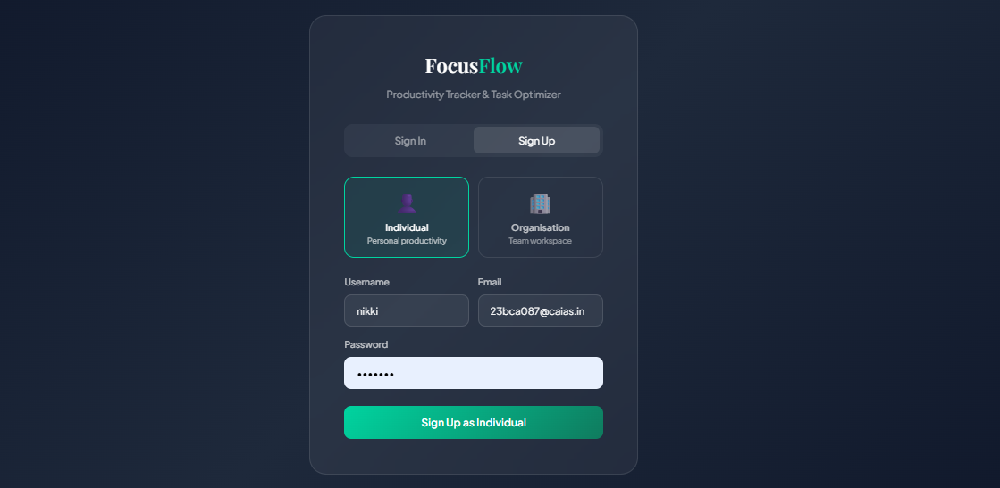 FocusFlow
Productivity Tracker & Task Optimizer
Sign In Sign Up
Individual
Personal productivity
Organisation
Team workspace
Username Email
nikki 23bca087@caias.in
Password
•••••••
Sign Up as Individual